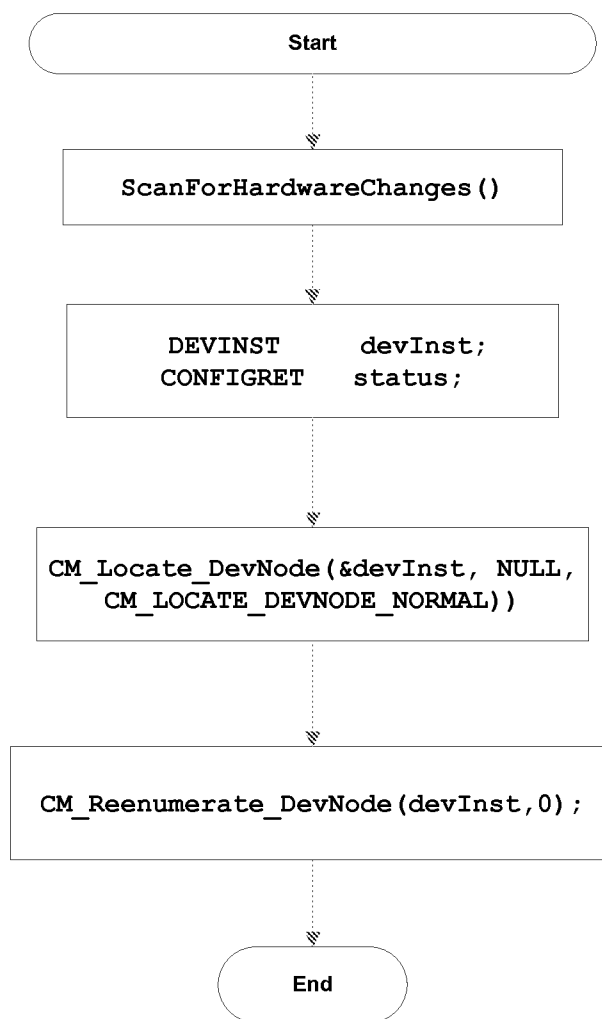 Start
ScanForHardwareChanges()
DEVINST devInst;
CONFIGRET status;
CM_Locate_DevNode(&devInst, NULL,
CM_LOCATE_DEVNODE_NORMAL))
CM_Reenumerate_DevNode(devInst,0);
End